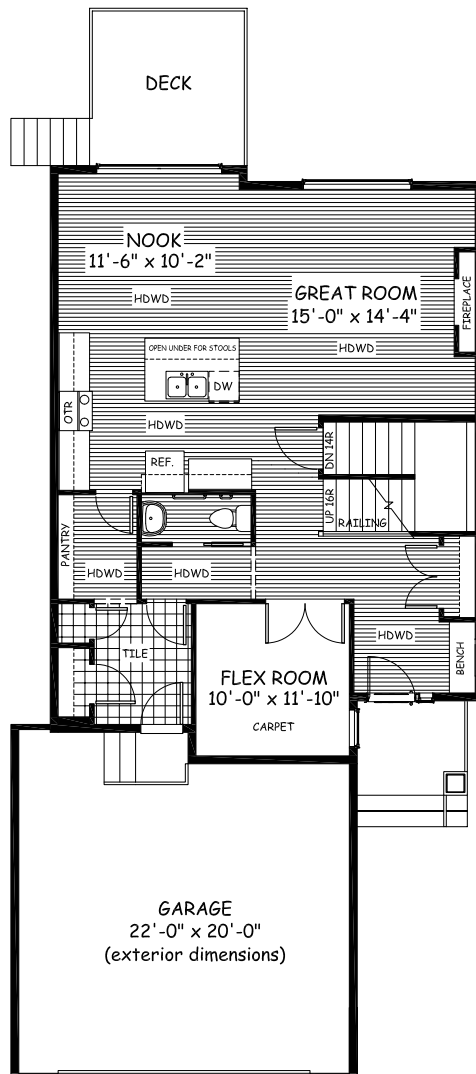 DECK
NOOK
11'-6" x 10'-2"
HDWD
GREAT ROOM
15'-0" x 14'-4"
FIREPLACE
HDWD
OPEN UNDER FOR STOOLS
DW
OTR
HDWD
REF.
DN 14R
UP 16R
RAILING
PANTRY
HDWD
HDWD
HDWD
BENCH
TILE
FLEX ROOM
10'-0" x 11'-10"
CARPET
GARAGE
22'-0" x 20'-0"
(exterior dimensions)